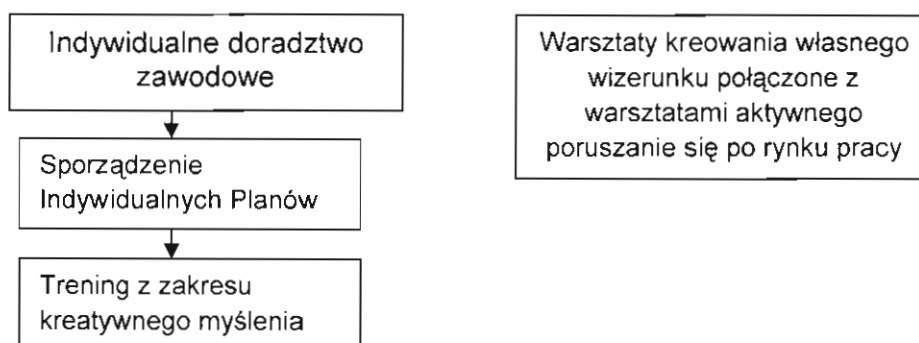 Indywidualne doradztwo
zawodowe
Sporządzenie
Indywidualnych Planów
Trening z zakresu
kreatywnego myślenia
Warsztaty kreowania własnego
wizerunku połączone z
warsztatami aktywnego
poruszanie się po rynku pracy